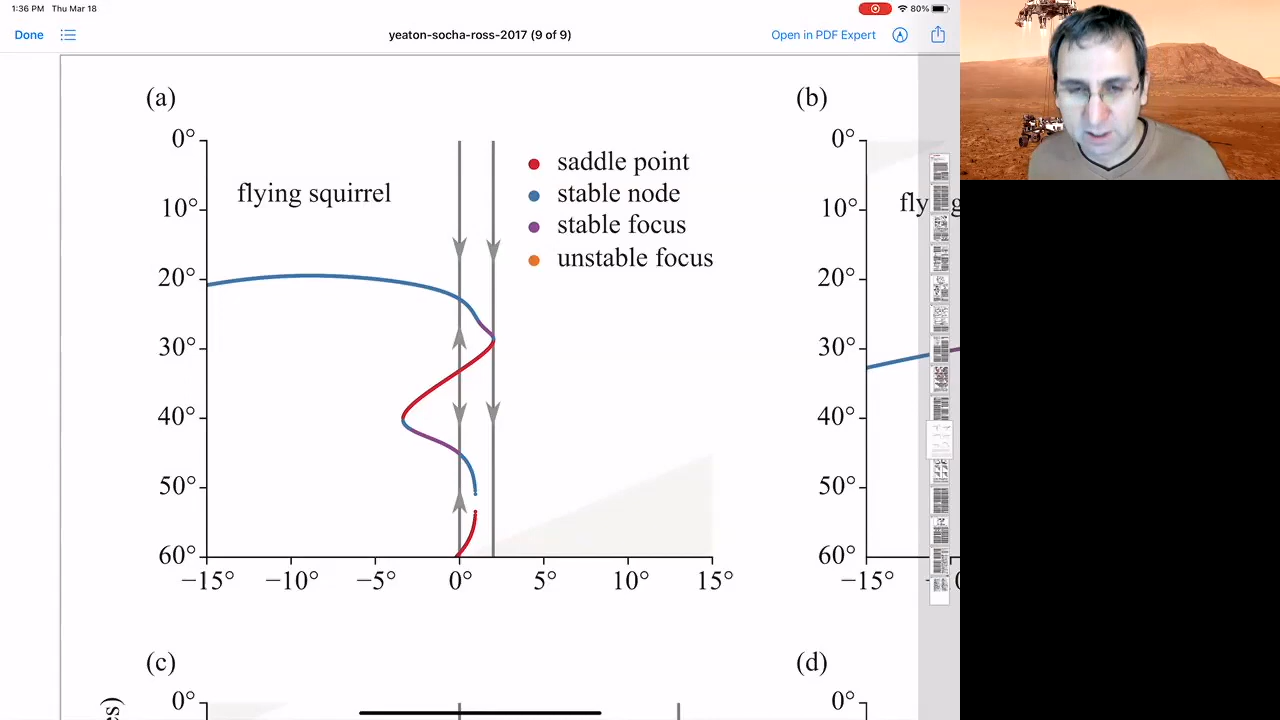 1:36 PM Thu Mar 18
80%
Done
yeaton-socha-ross-2017 (9 of 9)
Open in PDF Expert
(a)
(b)
0°
10°
20°
30°
40°
50°
60°
flying squirrel
saddle point
stable node
stable focus
unstable focus
−15°
−10°
−5°
0°
5°
10°
15°
0°
10°
20°
30°
40°
50°
60°
−15°
(c)
(d)
0°
0°